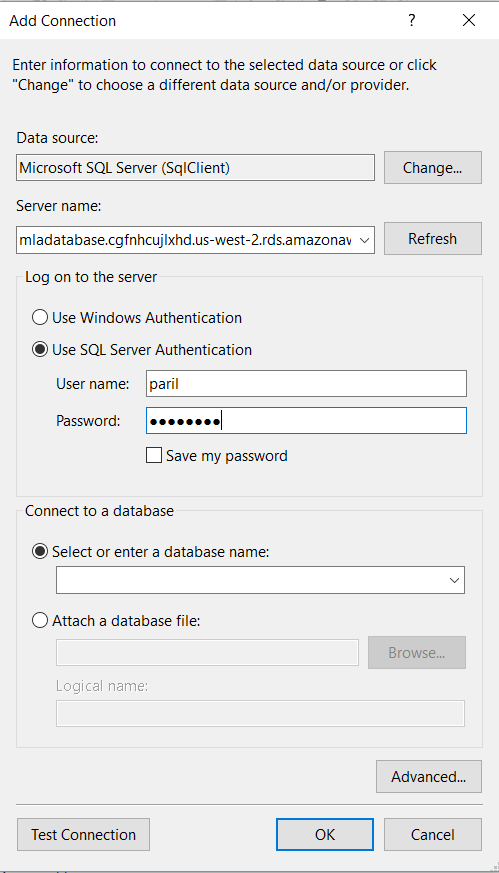 Add Connection
?
Enter information to connect to the selected data source or click
"Change" to choose a different data source and/or provider.
Data source:
Microsoft SQL Server (SqlClient)
Change...
Server name:
mladatabase.cgfnhcujlxhd.us-west-2.rds.amazonav
Refresh
Log on to the server
Use Windows Authentication
Use SQL Server Authentication
User name:
paril
Password:
●●●●●●●●
Save my password
Connect to a database
Select or enter a database name:
Attach a database file:
Browse...
Logical name:
Advanced...
Test Connection
OK
Cancel